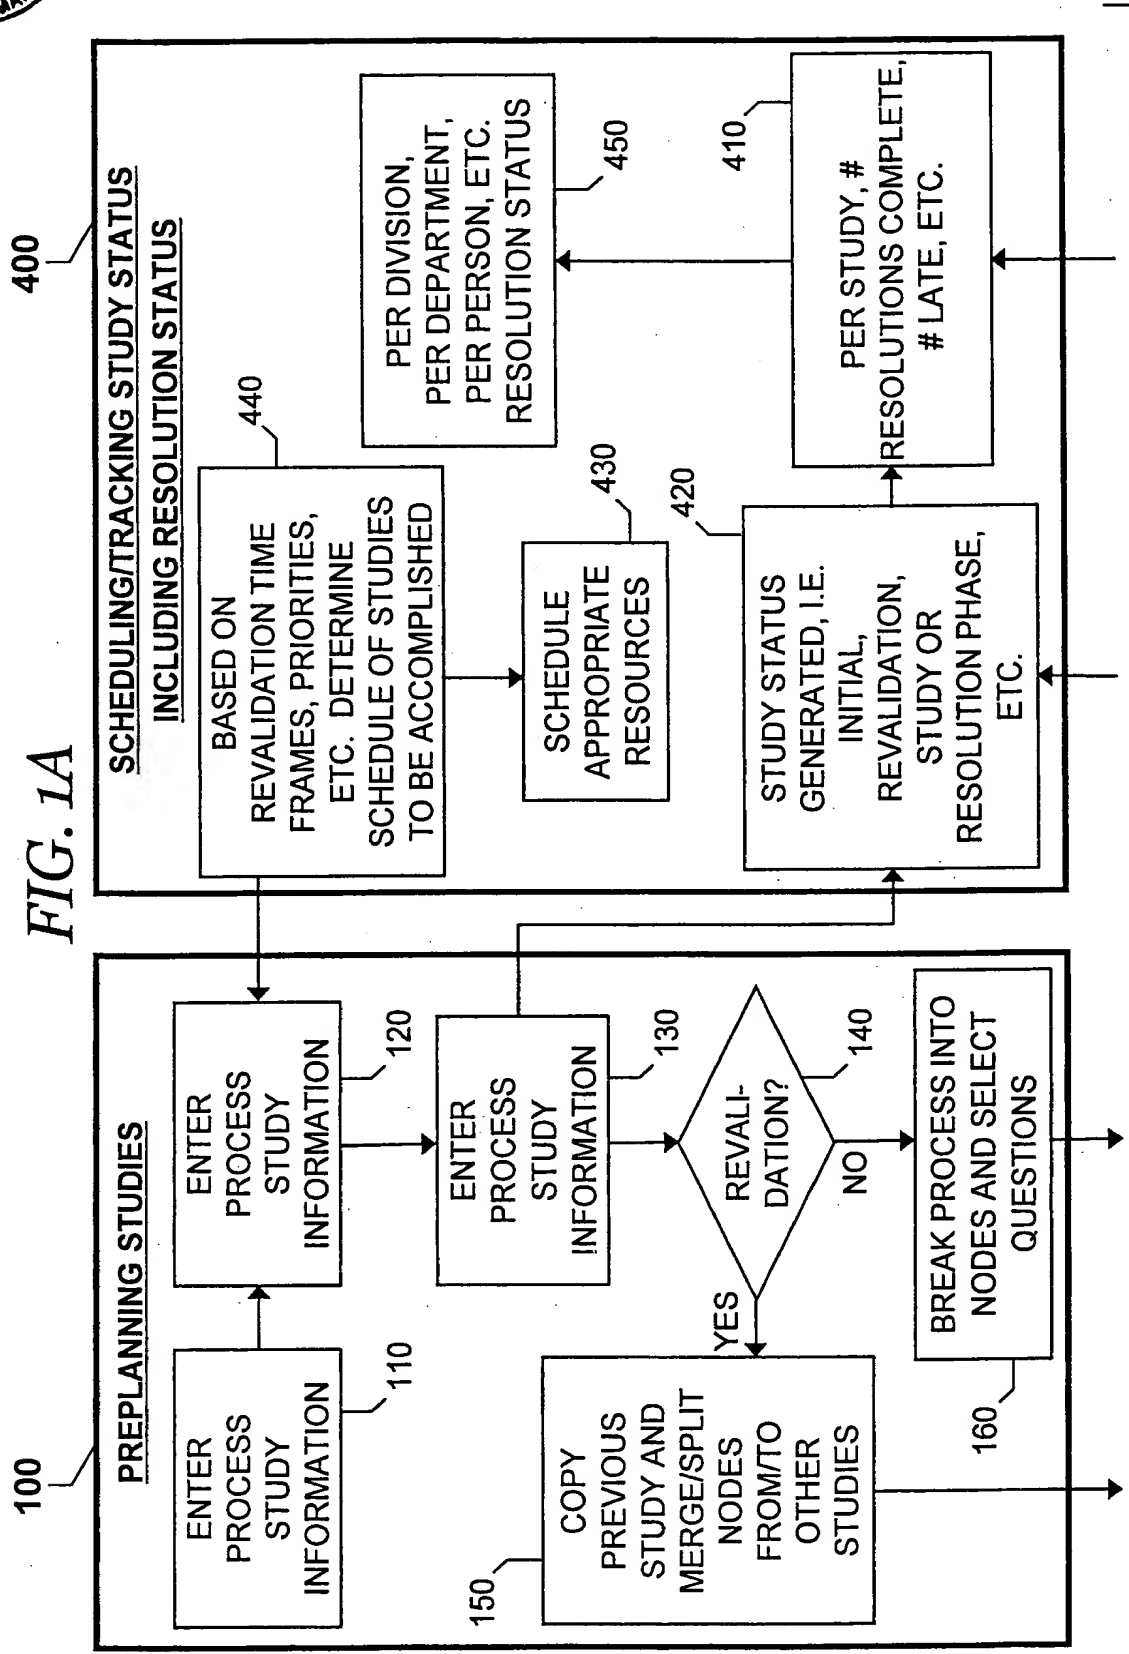 FIG. 1A
100
PREPLANNING STUDIES
ENTER
PROCESS
STUDY
INFORMATION
110
ENTER
PROCESS
STUDY
INFORMATION
120
ENTER
PROCESS
STUDY
INFORMATION
130
REVALI-
DATION?
140
YES
NO
COPY
PREVIOUS
STUDY AND
MERGE/SPLIT
NODES
FROM/TO
OTHER
STUDIES
150
BREAK PROCESS INTO
NODES AND SELECT
QUESTIONS
160
400
SCHEDULING/TRACKING STUDY STATUS
INCLUDING RESOLUTION STATUS
BASED ON
REVALIDATION TIME
FRAMES, PRIORITIES,
ETC. DETERMINE
SCHEDULE OF STUDIES
TO BE ACCOMPLISHED
440
PER DIVISION,
PER DEPARTMENT,
PER PERSON, ETC.
RESOLUTION STATUS
450
SCHEDULE
APPROPRIATE
RESOURCES
430
STUDY STATUS
GENERATED, I.E.
INITIAL,
REVALIDATION,
STUDY OR
RESOLUTION PHASE,
ETC.
420
PER STUDY, #
RESOLUTIONS COMPLETE,
# LATE, ETC.
410